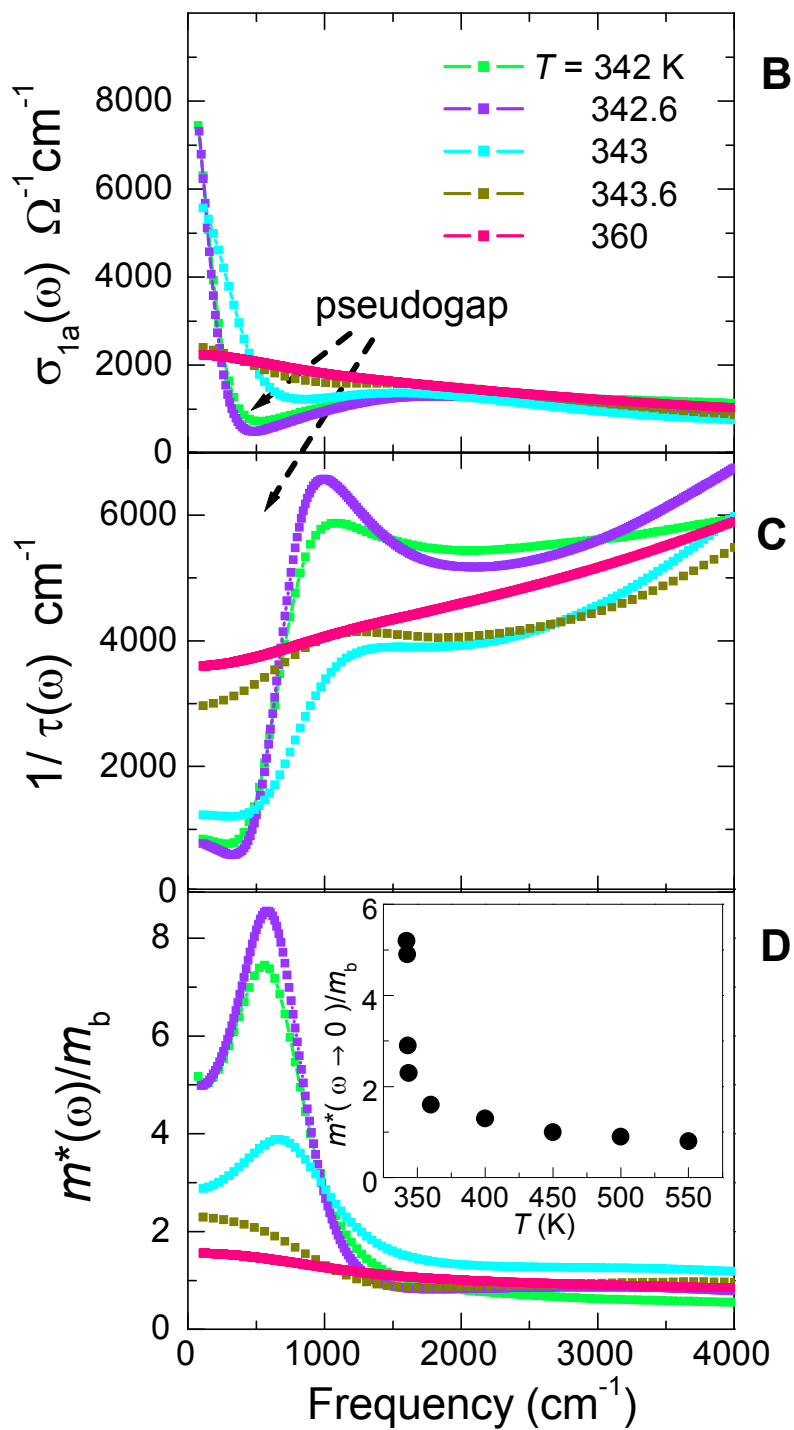 B
T = 342 K
342.6
343
343.6
360
pseudogap
σ1a(ω) Ω-1cm-1
8000
6000
4000
2000
0
C
1/ τ(ω) cm-1
6000
4000
2000
0
D
m*(ω)/mb
8
6
4
2
0
m*( ω → 0 )/mb
6
5
4
2
0
350 400 450 500 550
T (K)
0 1000 2000 3000 4000
Frequency (cm-1)